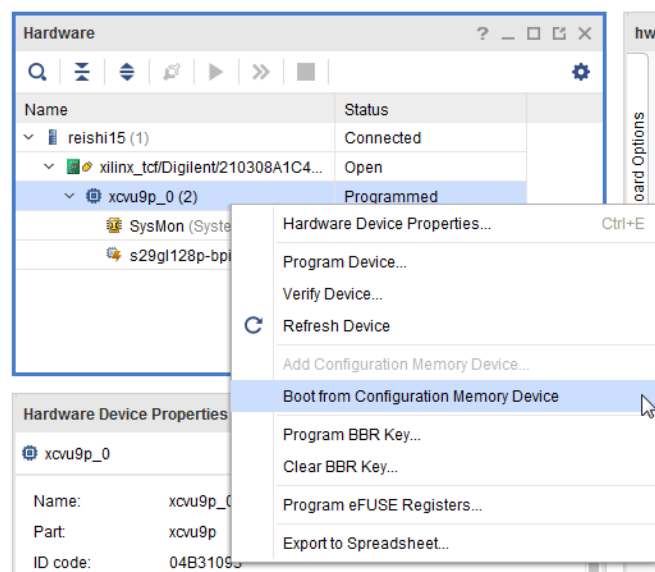 Hardware
Name Status
reishi15 (1) Connected
xilinx_tcf/Digilent/210308A1C4... Open
xcvu9p_0 (2) Programmed
SysMon (Syste
s29gl128p-bpi
Hardware Device Properties... Ctrl+E
Program Device...
Verify Device...
Refresh Device
Add Configuration Memory Device...
Boot from Configuration Memory Device
Program BBR Key...
Clear BBR Key...
Program eFUSE Registers...
Export to Spreadsheet...
Hardware Device Properties
xcvu9p_0
Name: xcvu9p_0
Part: xcvu9p
ID code: 04B31093
hw
oard Options